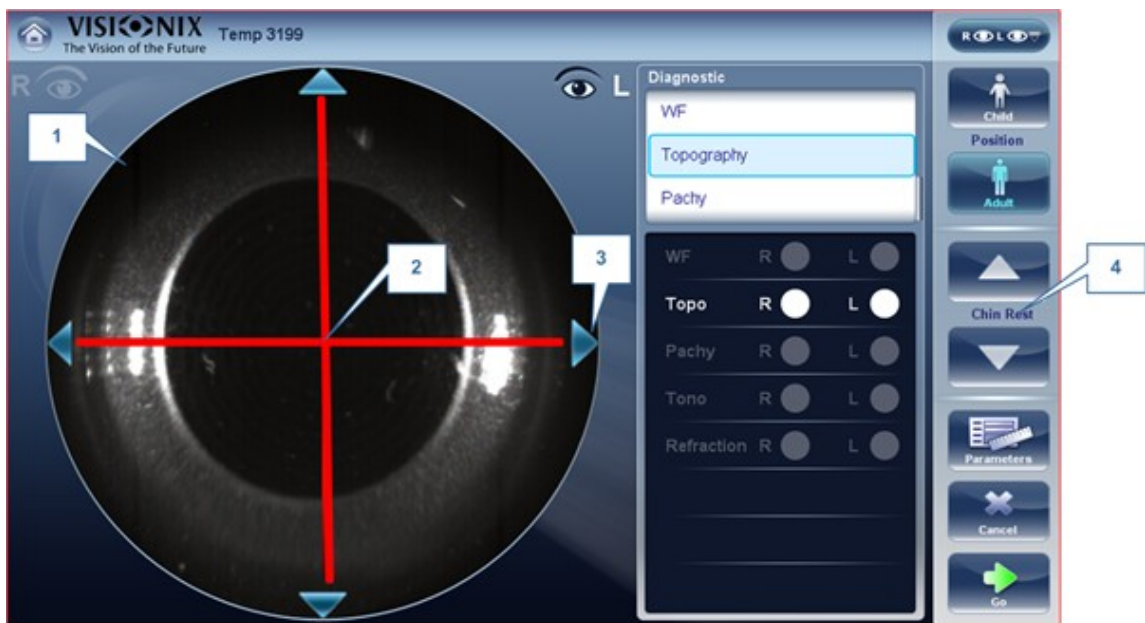 VISIONIX
The Vision of the Future
Temp 3199
R L
R
L
1
2
3
4
Diagnostic
WF
Topography
Pachy
WF R L
Topo R L
Pachy R L
Tono R L
Refraction R L
Child
Position
Adult
Chin Rest
Parameters
Cancel
Go